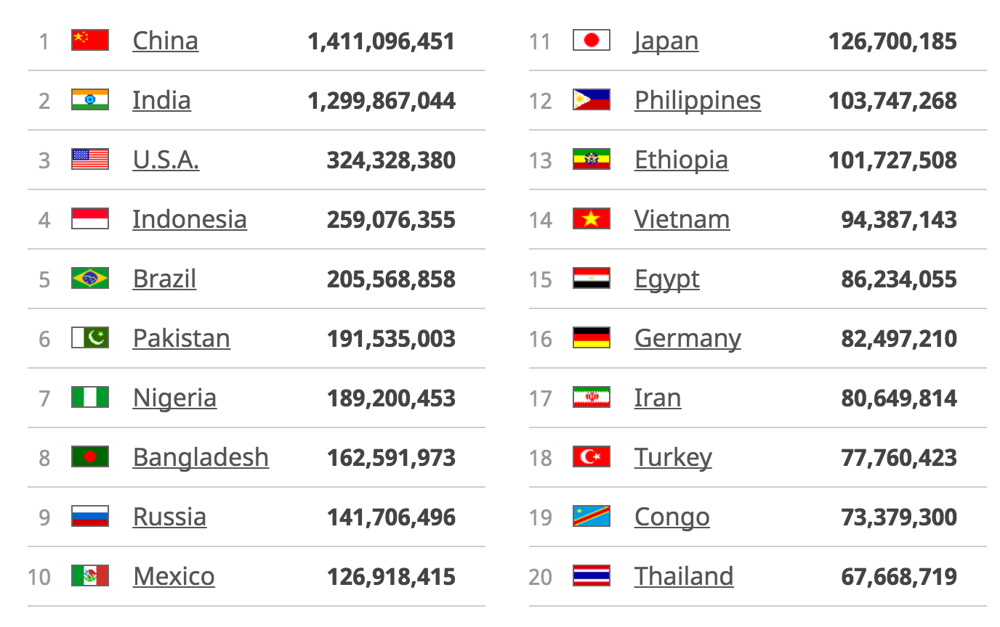 1 China 1,411,096,451
2 India 1,299,867,044
3 U.S.A. 324,328,380
4 Indonesia 259,076,355
5 Brazil 205,568,858
6 Pakistan 191,535,003
7 Nigeria 189,200,453
8 Bangladesh 162,591,973
9 Russia 141,706,496
10 Mexico 126,918,415
11 Japan 126,700,185
12 Philippines 103,747,268
13 Ethiopia 101,727,508
14 Vietnam 94,387,143
15 Egypt 86,234,055
16 Germany 82,497,210
17 Iran 80,649,814
18 Turkey 77,760,423
19 Congo 73,379,300
20 Thailand 67,668,719